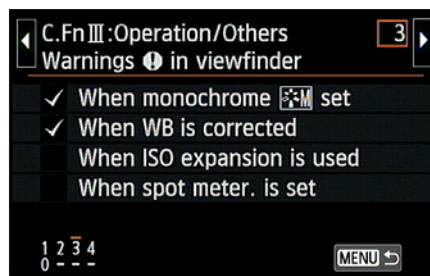 C.Fn III:Operation/Others 3
Warnings ! in viewfinder
✓ When monochrome M set
✓ When WB is corrected
When ISO expansion is used
When spot meter. is set
1 2 3 4
0 - - -
MENU